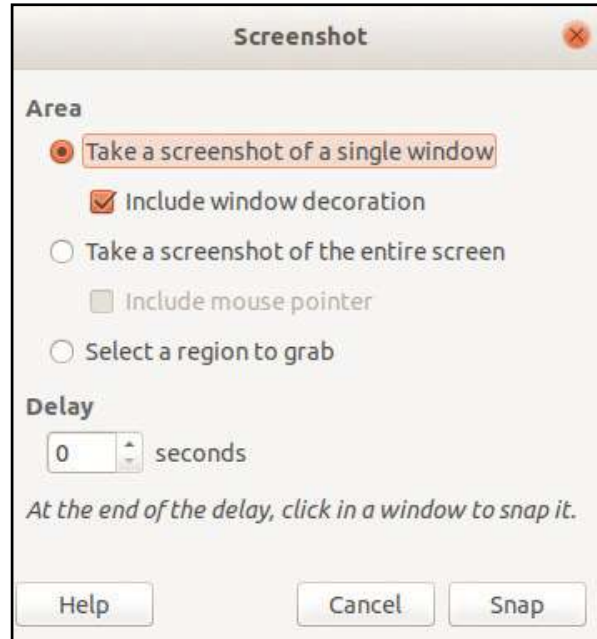 Screenshot
Area
Take a screenshot of a single window
Include window decoration
Take a screenshot of the entire screen
Include mouse pointer
Select a region to grab
Delay
0 seconds
At the end of the delay, click in a window to snap it.
Help Cancel Snap